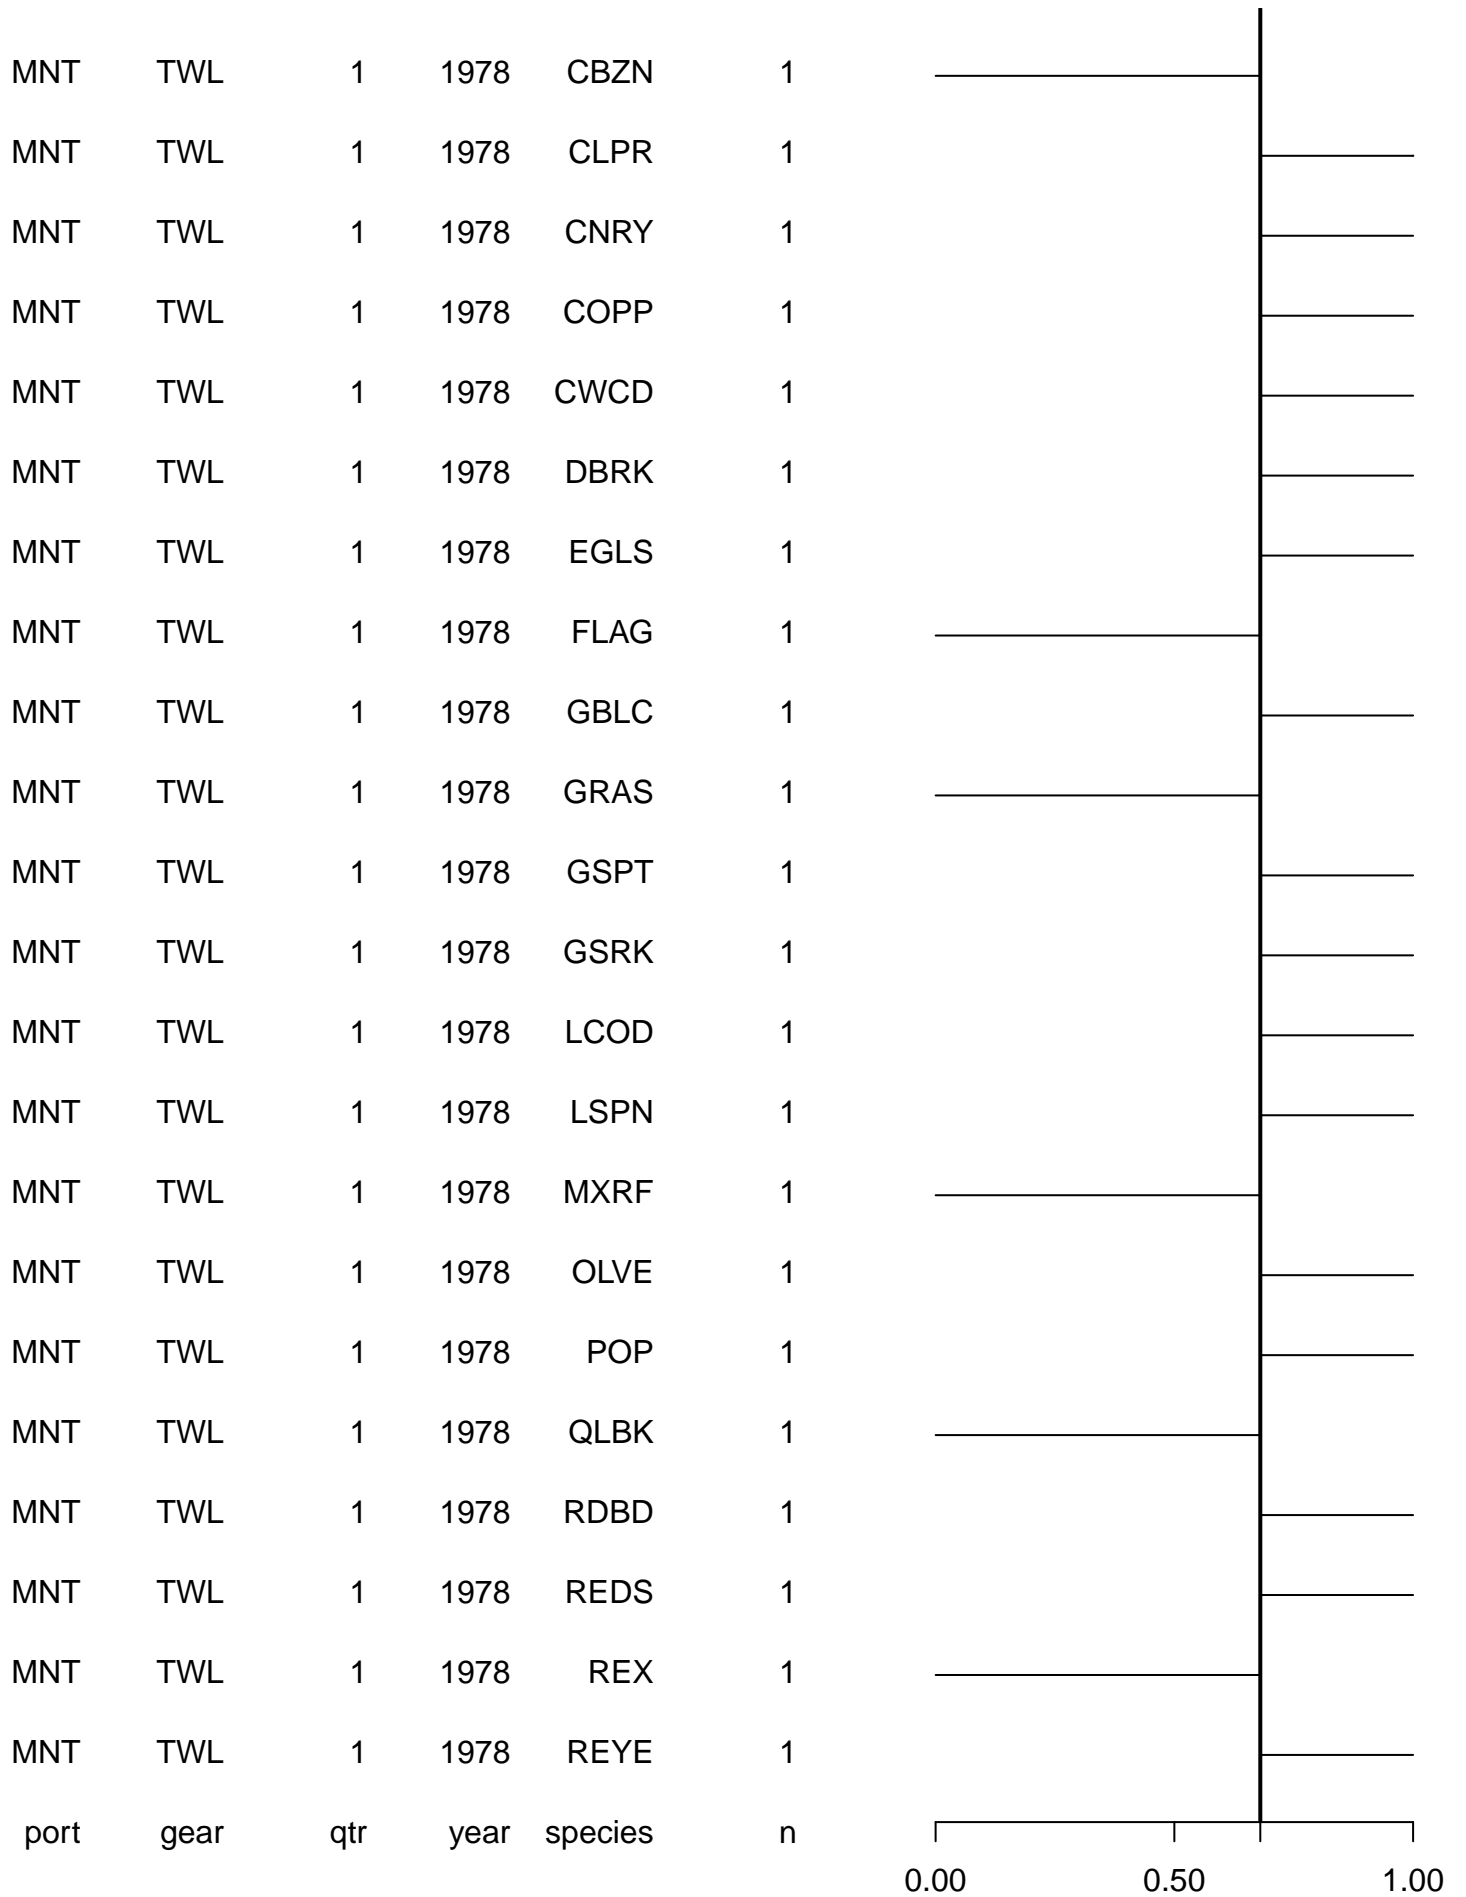 MNT TWL 1 1978 CBZN 1
MNT TWL 1 1978 CLPR 1
MNT TWL 1 1978 CNRY 1
MNT TWL 1 1978 COPP 1
MNT TWL 1 1978 CWCD 1
MNT TWL 1 1978 DBRK 1
MNT TWL 1 1978 EGLS 1
MNT TWL 1 1978 FLAG 1
MNT TWL 1 1978 GBLC 1
MNT TWL 1 1978 GRAS 1
MNT TWL 1 1978 GSPT 1
MNT TWL 1 1978 GSRK 1
MNT TWL 1 1978 LCOD 1
MNT TWL 1 1978 LSPN 1
MNT TWL 1 1978 MXRF 1
MNT TWL 1 1978 OLVE 1
MNT TWL 1 1978 POP 1
MNT TWL 1 1978 QLBK 1
MNT TWL 1 1978 RDBD 1
MNT TWL 1 1978 REDS 1
MNT TWL 1 1978 REX 1
MNT TWL 1 1978 REYE 1
port gear qtr year species n
0.00 0.50 1.00